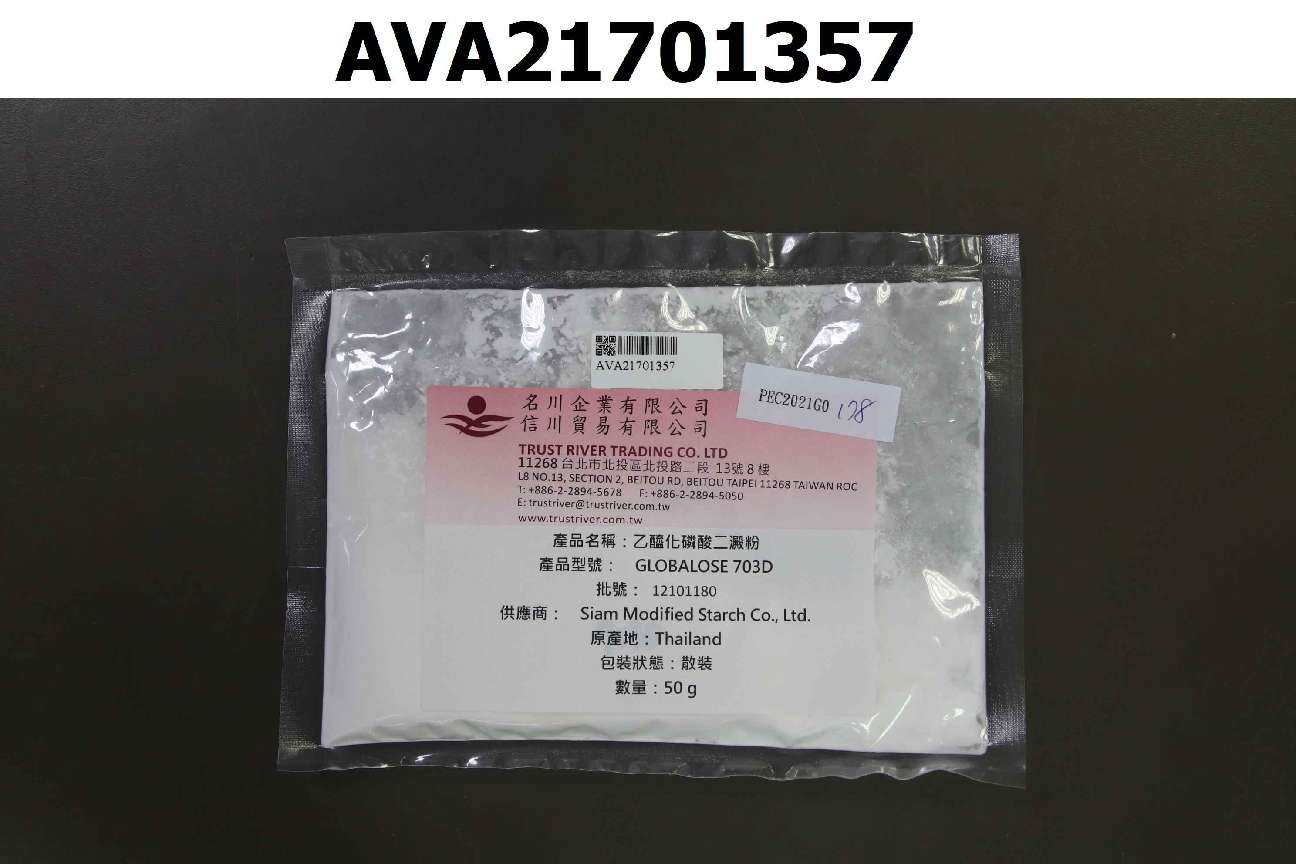 AVA21701357
AVA21701357
PEC2021G0 178
名川企業有限公司
信川貿易有限公司
TRUST RIVER TRADING CO. LTD
11268 台北市北投區北投路二段 13號 8 樓
L8 NO.13, SECTION 2, BEITOU RD, BEITOU TAIPEI 11268 TAIWAN ROC
T: +886-2-2894-5678 F: +886-2-2894-5050
E: trustriver@trustriver.com.tw
www.trustriver.com.tw
產品名稱：乙醯化磷酸二澱粉
產品型號： GLOBALOSE 703D
批號： 12101180
供應商： Siam Modified Starch Co., Ltd.
原產地：Thailand
包裝狀態：散裝
數量：50 g